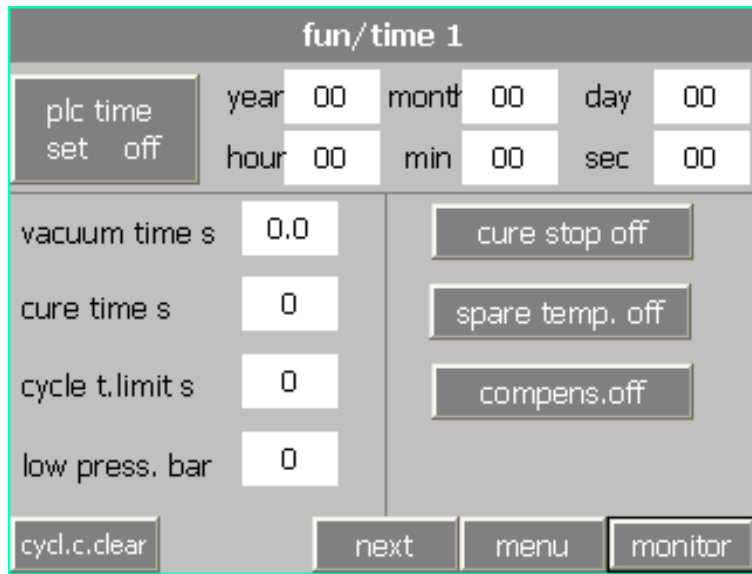 fun/time 1
plc time
set off
year 00 month 00 day 00
hour 00 min 00 sec 00
vacuum time s 0.0
cure time s 0
cycle t.limit s 0
low press. bar 0
cure stop off
spare temp. off
compens.off
cycl.c.clear next menu monitor